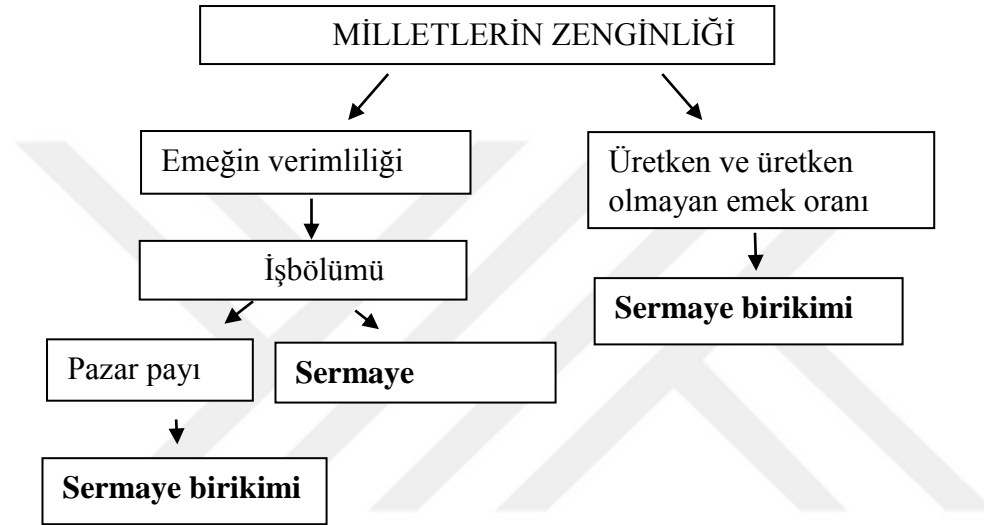 MİLLETLERİN ZENGİNLİĞİ
Emeğin verimliliği
Üretken ve üretken
olmayan emek oranı
İşbölümü
Sermaye birikimi
Pazar payı
Sermaye
Sermaye birikimi